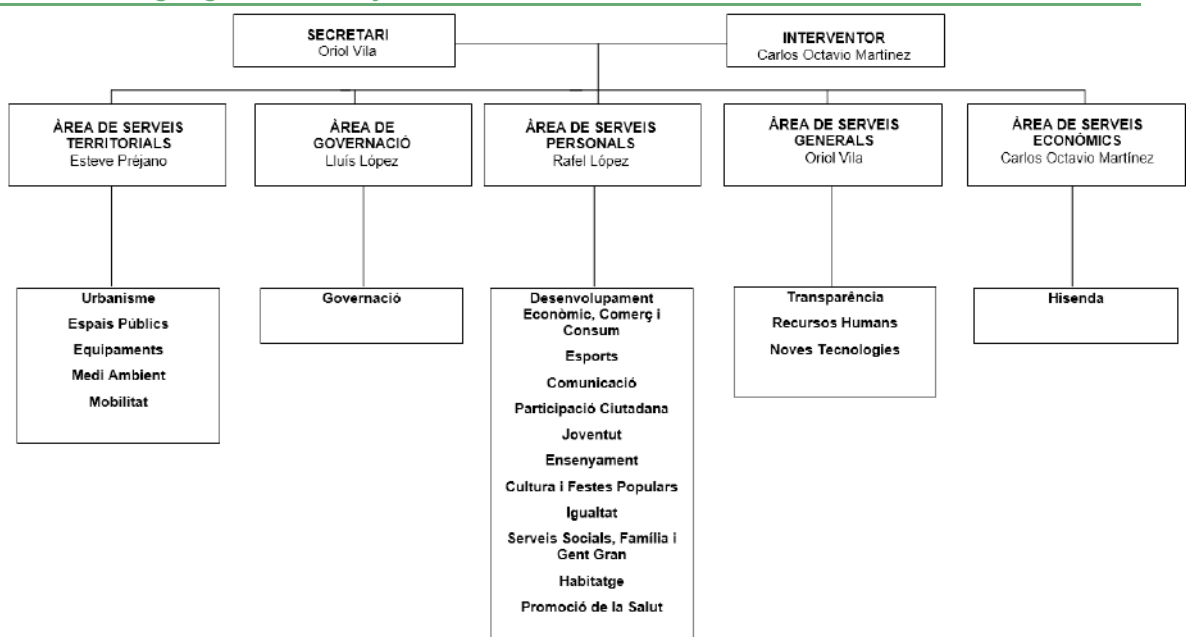 SECRETARI
Oriol Vila
INTERVENTOR
Carlos Octavio Martínez
ÀREA DE SERVEIS
TERRITORIALS
Esteve Préjano
ÀREA DE
GOVERNACIÓ
Lluís López
ÀREA DE SERVEIS
PERSONALS
Rafel López
ÀREA DE SERVEIS
GENERALS
Oriol Vila
ÀREA DE SERVEIS
ECONÒMICS
Carlos Octavio Martínez
Urbanisme
Espais Públics
Equipaments
Medi Ambient
Mobilitat
Governació
Desenvolupament
Econòmic, Comerç i
Consum
Esports
Comunicació
Participació Ciutadana
Joventut
Ensenyament
Cultura i Festes Populars
Igualtat
Serveis Socials, Família i
Gent Gran
Habitatge
Promoció de la Salut
Transparència
Recursos Humans
Noves Tecnologies
Hisenda